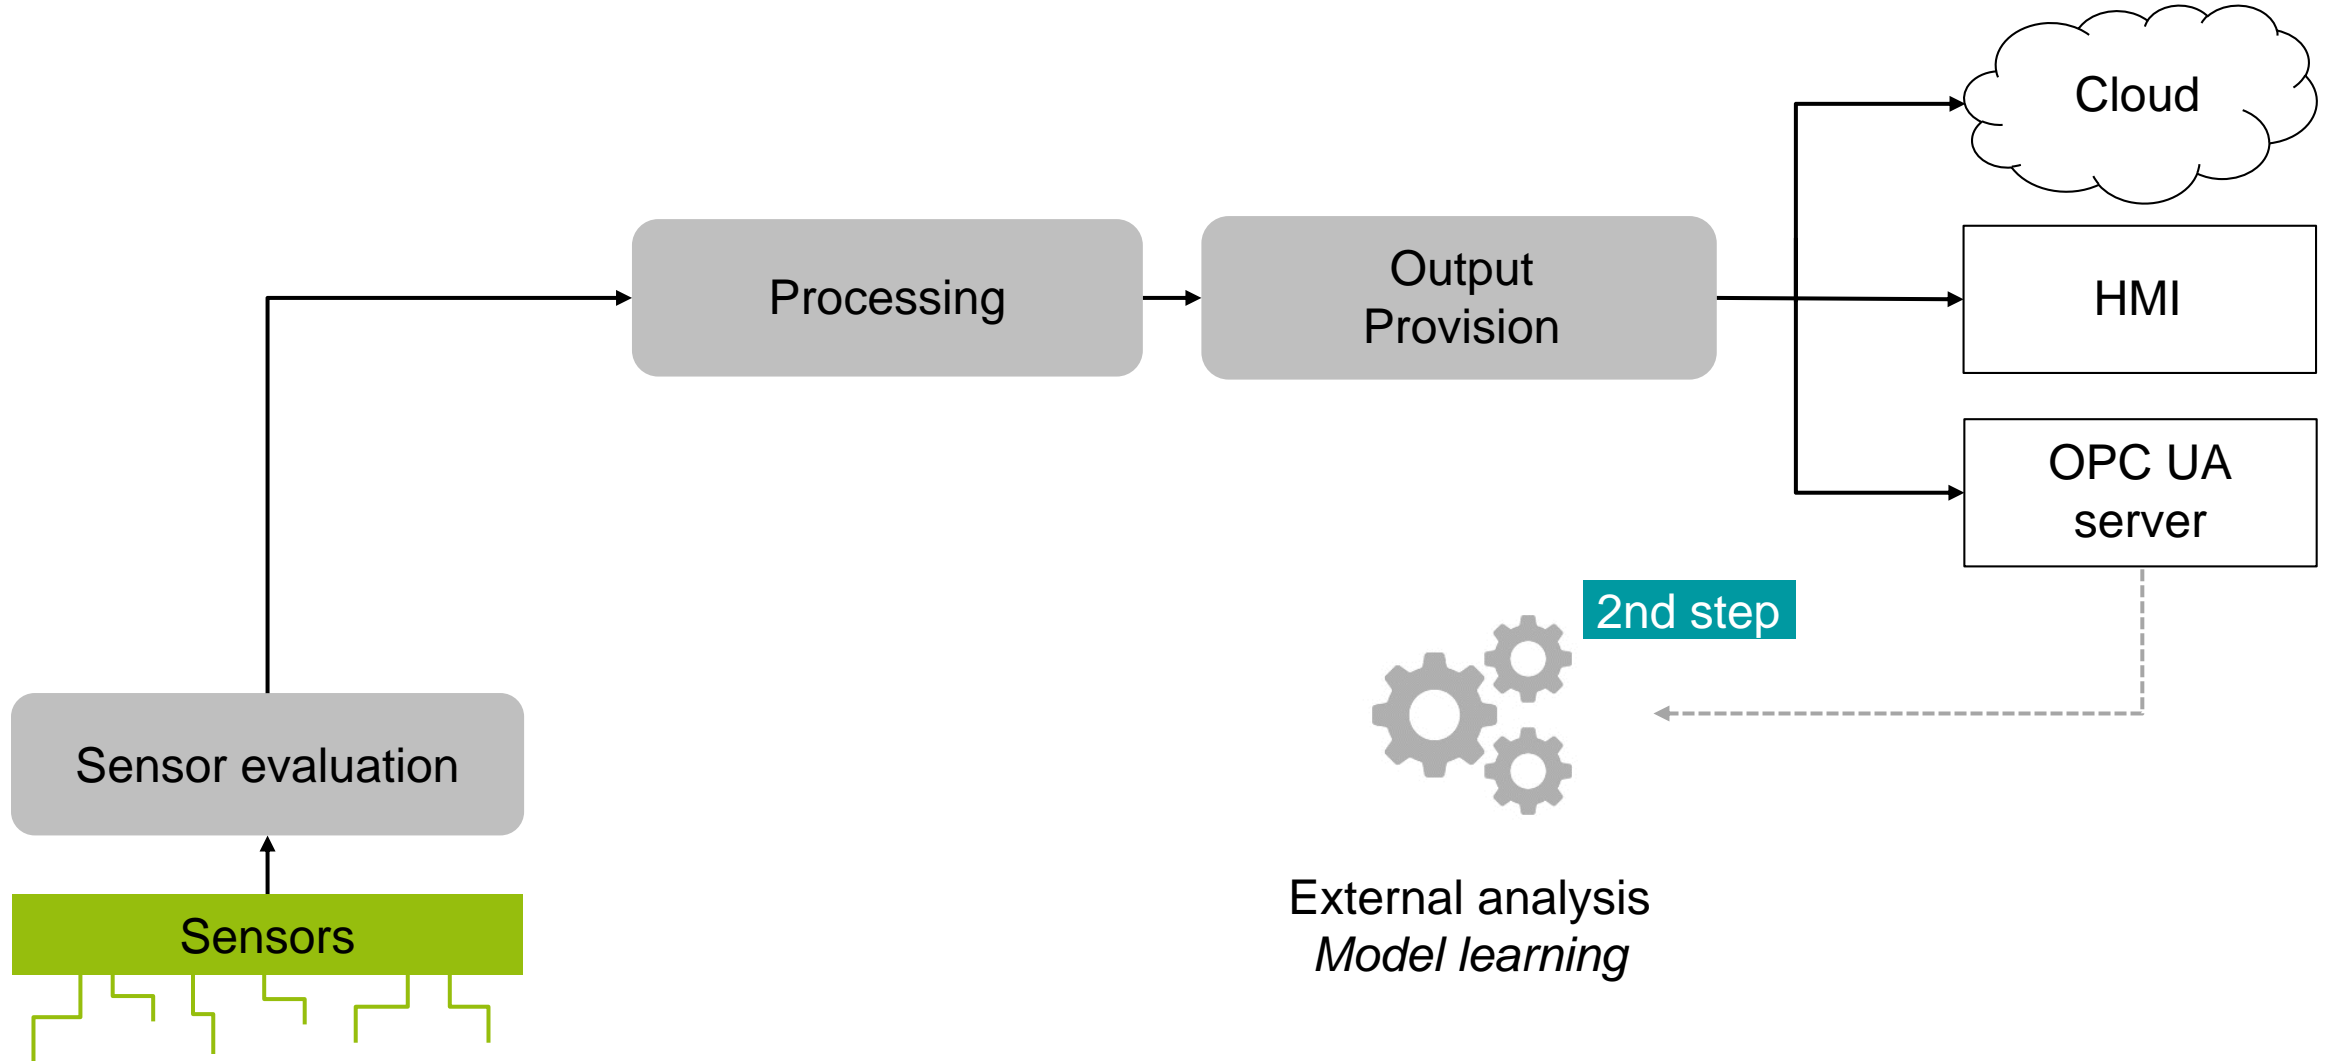 Cloud
Processing
Output
Provision
HMI
OPC UA
server
2nd step
Sensor evaluation
External analysis
Model learning
Sensors